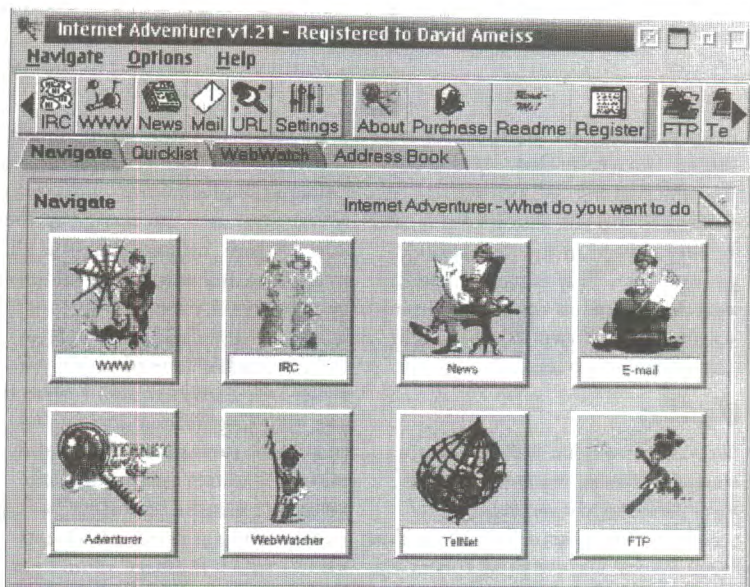 Internet Adventurer v1.21 - Registered to David Ameiss
Navigate Options Help
IRC WWW News Mail URL Settings About Purchase Readme Register FTP Te
Navigate Quicklist WebWatch Address Book
Navigate Internet Adventurer - What do you want to do
WWW IRC News E-mail
Adventurer WebWatcher TelNet FTP